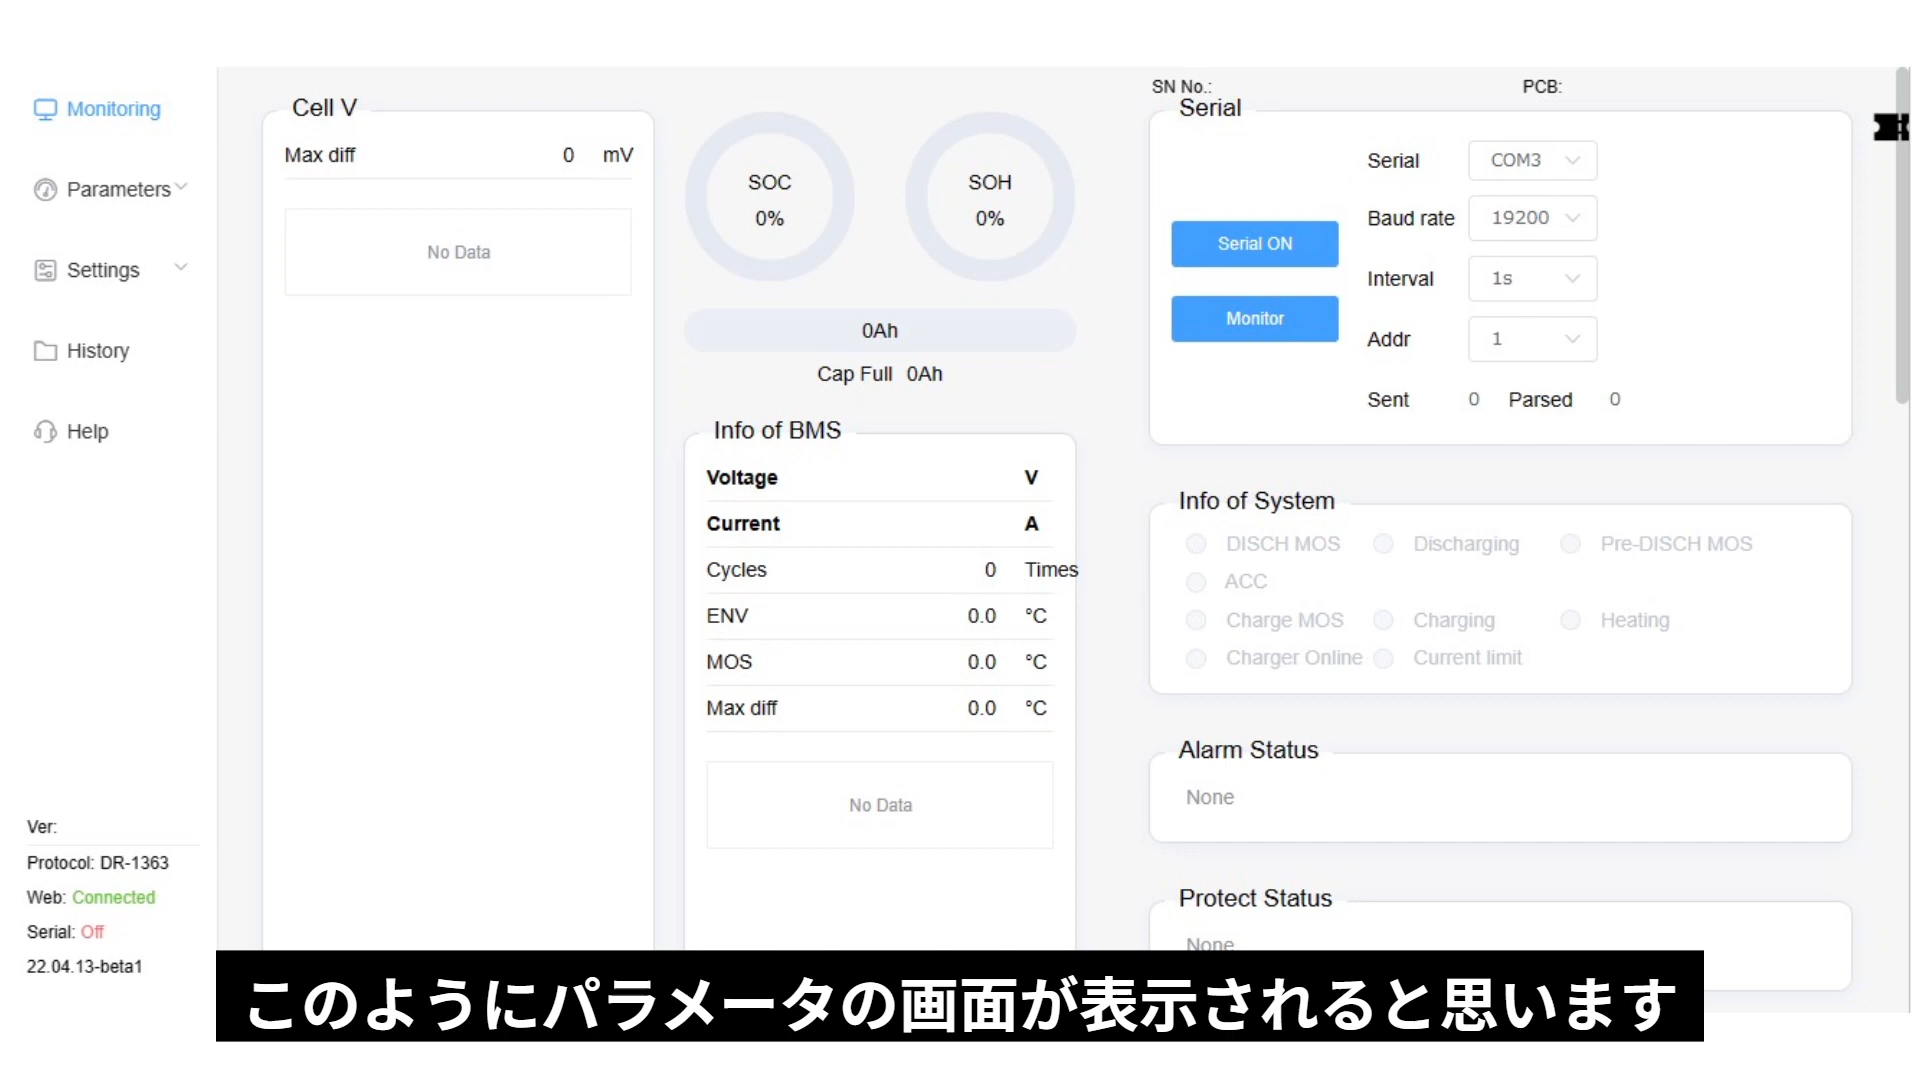 Monitoring
Parameters
Settings
History
Help
Ver:
Protocol: DR-1363
Web: Connected
Serial: Off
22.04.13-beta1
Cell V
Max diff 0 mV
No Data
SOC
0%
SOH
0%
0Ah
Cap Full 0Ah
Info of BMS
Voltage V
Current A
Cycles 0 Times
ENV 0.0 °C
MOS 0.0 °C
Max diff 0.0 °C
No Data
SN No.: PCB:
Serial
Serial ON
Monitor
Serial COM3
Baud rate 19200
Interval 1s
Addr 1
Sent 0 Parsed 0
Info of System
DISCH MOS Discharging Pre-DISCH MOS
ACC
Charge MOS Charging Heating
Charger Online Current limit
Alarm Status
None
Protect Status
None
このようにパラメータの画面が表示されると思います